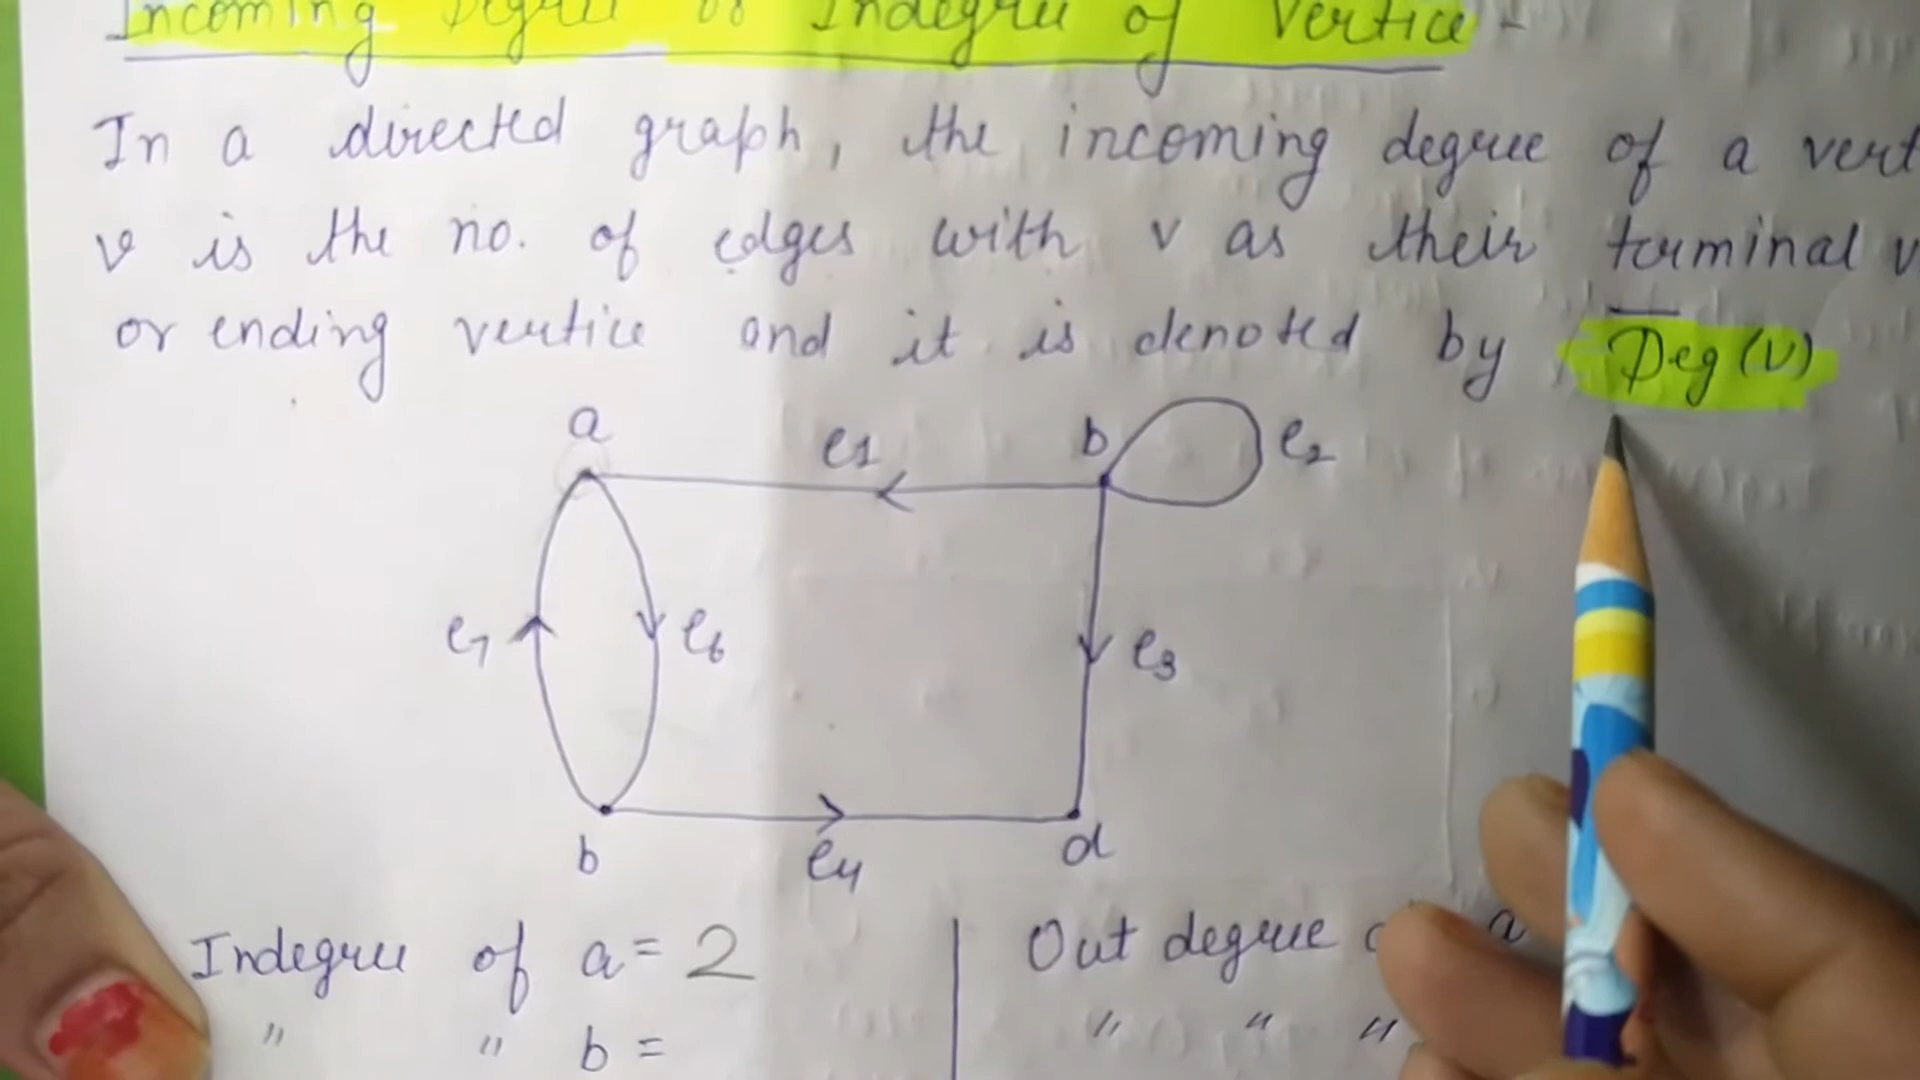 Incoming Degree or Indegree of Vertice -
In a directed graph, the incoming degree of a vert
v is the no. of edges with v as their terminal v
or ending vertice and it is denoted by Deg(v)
a e1 b e2
e7 e6 e3
b e4 d
Indegree of a = 2 Out degree a
" " b = " " "